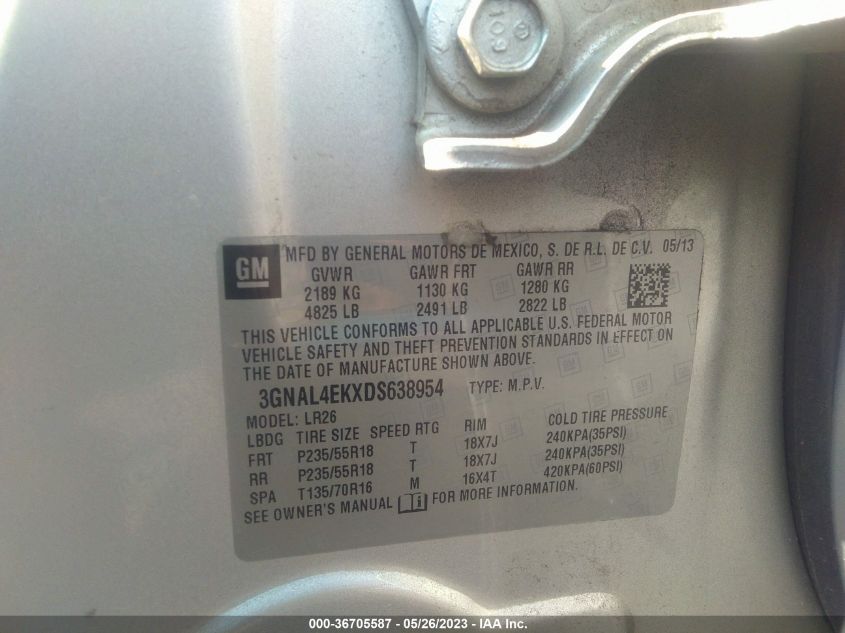 109
GM
MFD BY GENERAL MOTORS DE MEXICO, S. DE R.L. DE C.V. 05/13
GVWR GAWR FRT GAWR RR
2189 KG 1130 KG 1280 KG
4825 LB 2491 LB 2822 LB
THIS VEHICLE CONFORMS TO ALL APPLICABLE U.S. FEDERAL MOTOR
VEHICLE SAFETY AND THEFT PREVENTION STANDARDS IN EFFECT ON
THE DATE OF MANUFACTURE SHOWN ABOVE.
3GNAL4EKXDS638954 TYPE: M.P.V.
MODEL: LR26
LBDG TIRE SIZE SPEED RTG RIM COLD TIRE PRESSURE
FRT P235/55R18 T 18X7J 240KPA(35PSI)
RR P235/55R18 T 18X7J 240KPA(35PSI)
SPA T135/70R16 M 16X4T 420KPA(60PSI)
SEE OWNER'S MANUAL i FOR MORE INFORMATION.
000-36705587 - 05/26/2023 - IAA Inc.